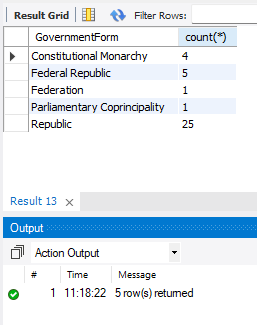 Result Grid Filter Rows:
GovernmentForm count(*)
Constitutional Monarchy 4
Federal Republic 5
Federation 1
Parliamentary Coprincipality 1
Republic 25
Result 13
Output
Action Output
# Time Message
1 11:18:22 5 row(s) returned